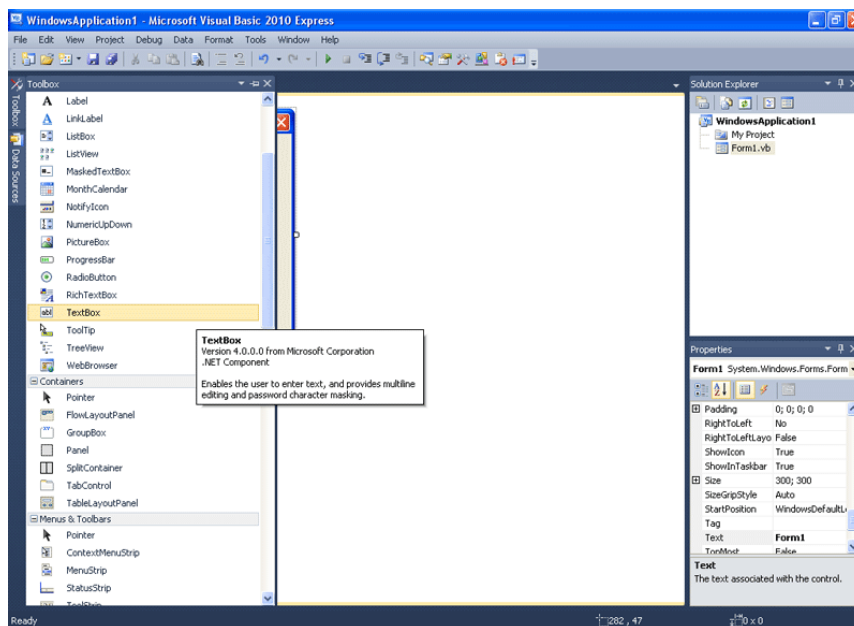 WindowsApplication1 - Microsoft Visual Basic 2010 Express
File Edit View Project Debug Data Format Tools Window Help
Toolbox
Data Sources
Toolbox
Label
LinkLabel
ListBox
ListView
MaskedTextBox
MonthCalendar
NotifyIcon
NumericUpDown
PictureBox
ProgressBar
RadioButton
RichTextBox
TextBox
ToolTip
TreeView
WebBrowser
Containers
Pointer
FlowLayoutPanel
GroupBox
Panel
SplitContainer
TabControl
TableLayoutPanel
Menus & Toolbars
Pointer
ContextMenuStrip
MenuStrip
StatusStrip
ToolStrip
TextBox
Version 4.0.0.0 from Microsoft Corporation
.NET Component
Enables the user to enter text, and provides multiline
editing and password character masking.
Solution Explorer
WindowsApplication1
My Project
Form1.vb
Properties
Form1 System.Windows.Forms.Form
Padding 0; 0; 0; 0
RightToLeft No
RightToLeftLayo False
ShowIcon True
ShowInTaskbar True
Size 300; 300
SizeGripStyle Auto
StartPosition WindowsDefaultL
Tag
Text Form1
TopMost False
Text
The text associated with the control.
Ready
282 , 47
0 x 0